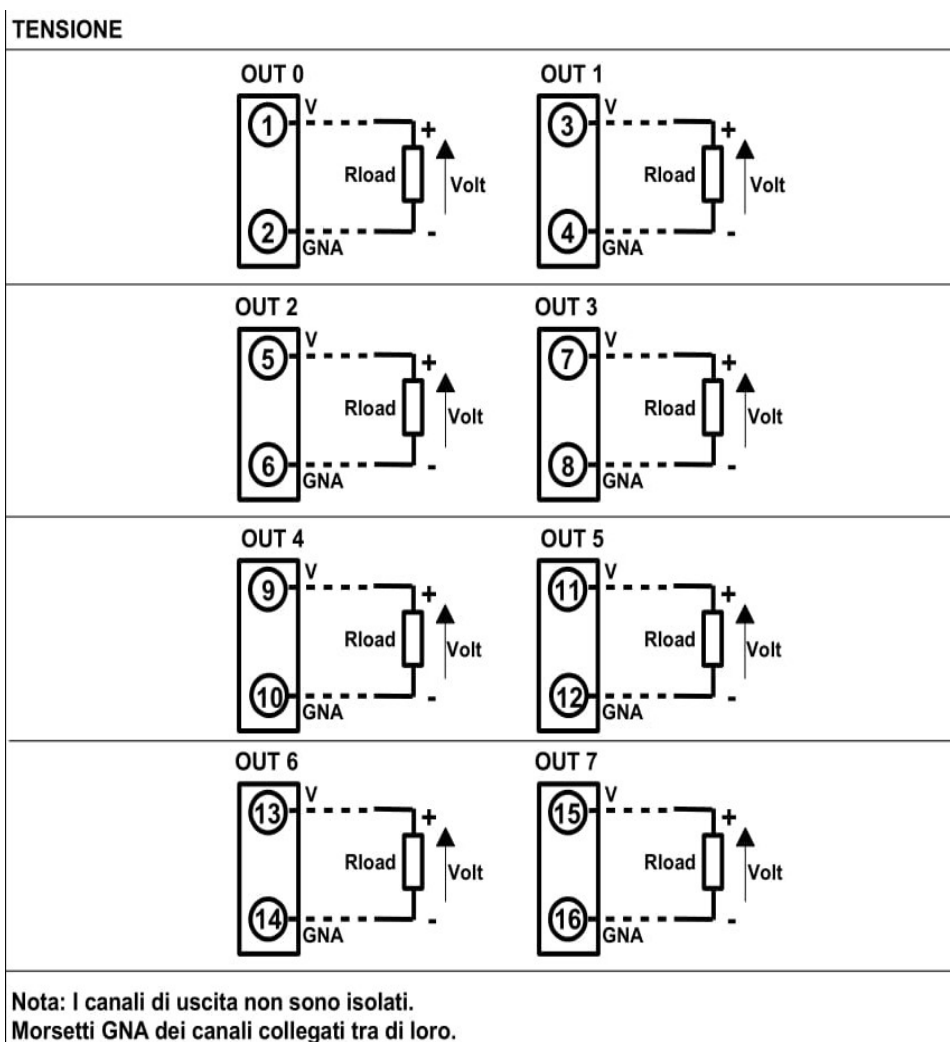 TENSIONE
OUT 0 OUT 1
V V
1 + 3 +
Rload Volt Rload Volt
2 - 4 -
GNA GNA
OUT 2 OUT 3
V V
5 + 7 +
Rload Volt Rload Volt
6 - 8 -
GNA GNA
OUT 4 OUT 5
V V
9 + 11 +
Rload Volt Rload Volt
10 - 12 -
GNA GNA
OUT 6 OUT 7
V V
13 + 15 +
Rload Volt Rload Volt
14 - 16 -
GNA GNA
Nota: I canali di uscita non sono isolati.
Morsetti GNA dei canali collegati tra di loro.